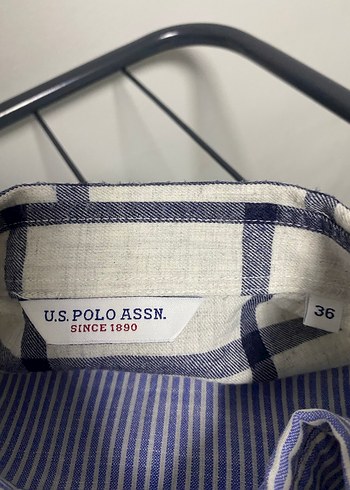 U.S. POLO ASSN.
SINCE 1890
36